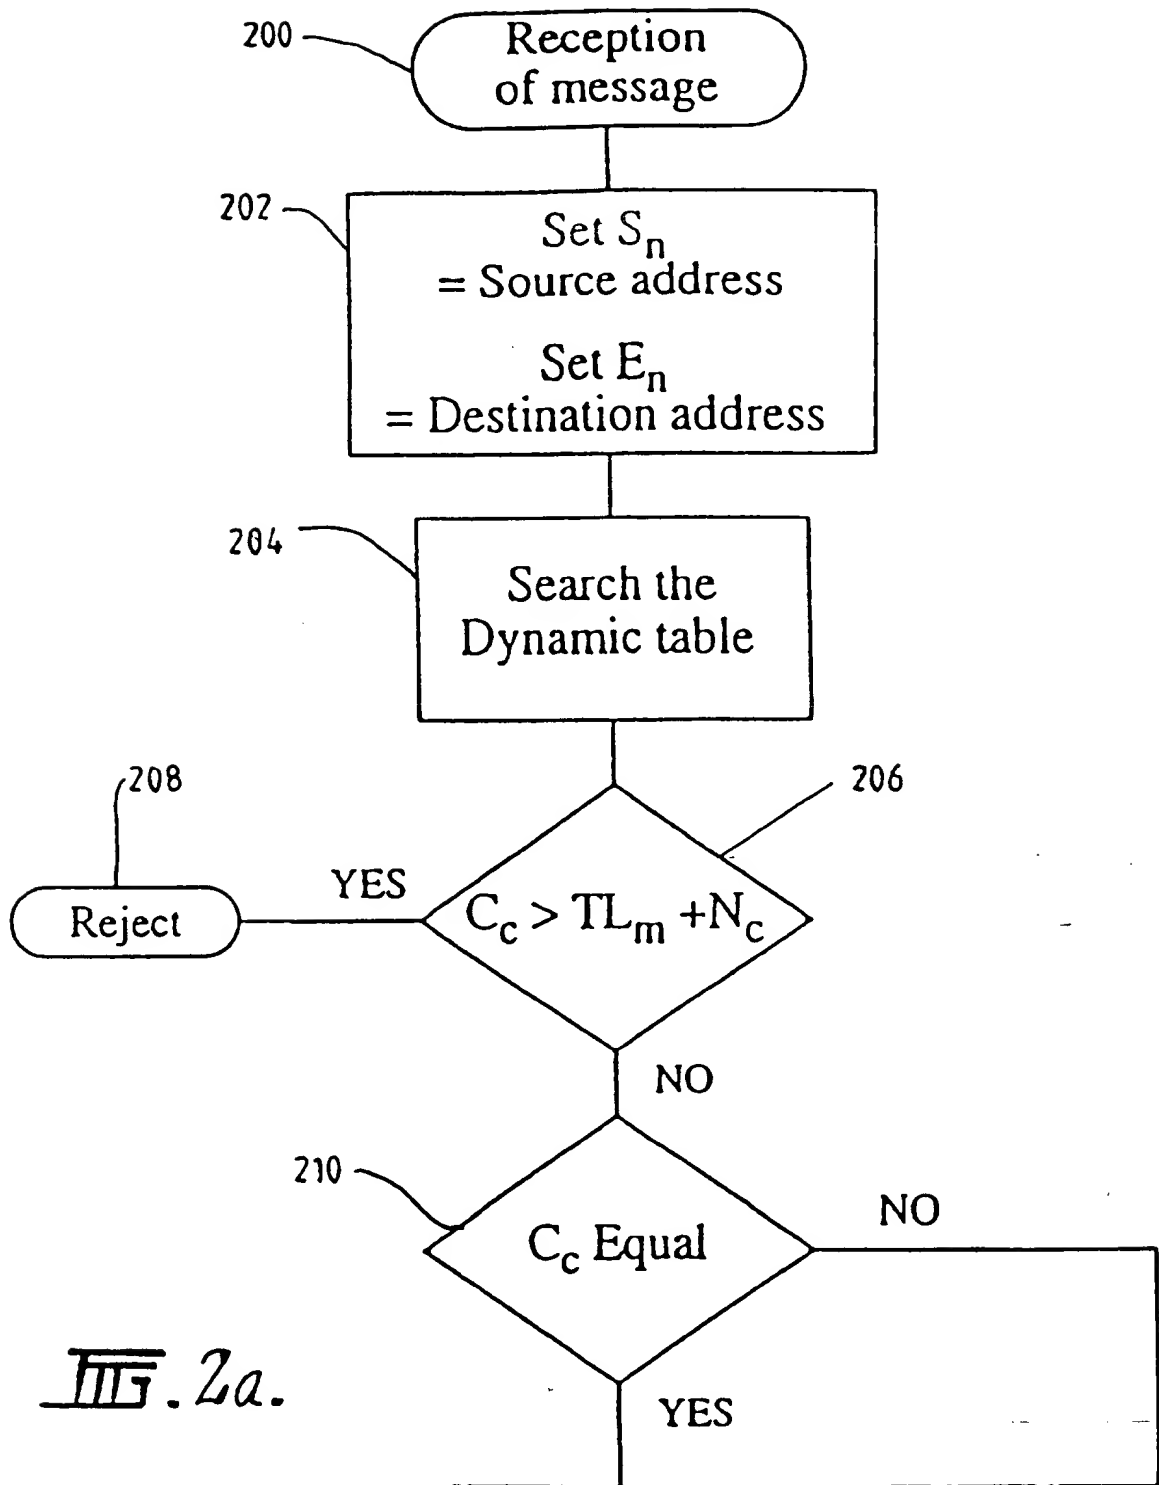 200
Reception
of message
202
Set Sn
= Source address
Set En
= Destination address
204
Search the
Dynamic table
208
206
YES
Reject
Cc > TLm +Nc
NO
210
NO
Cc Equal
YES
FIG. 2a.